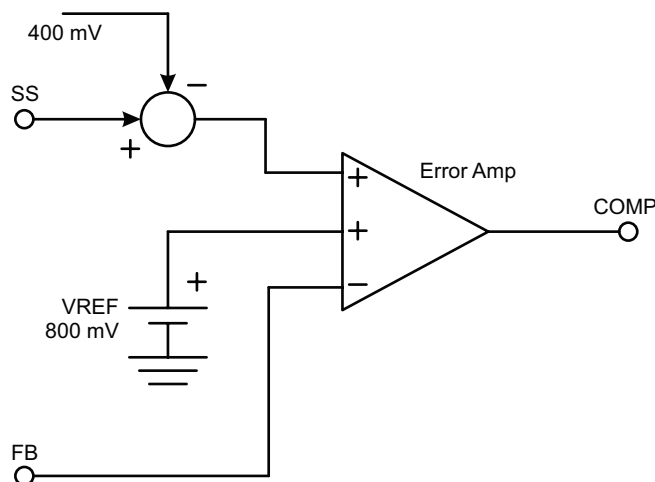 400 mV
−
SS
+
Error Amp
+
COMP
+
+
VREF
−
800 mV
FB